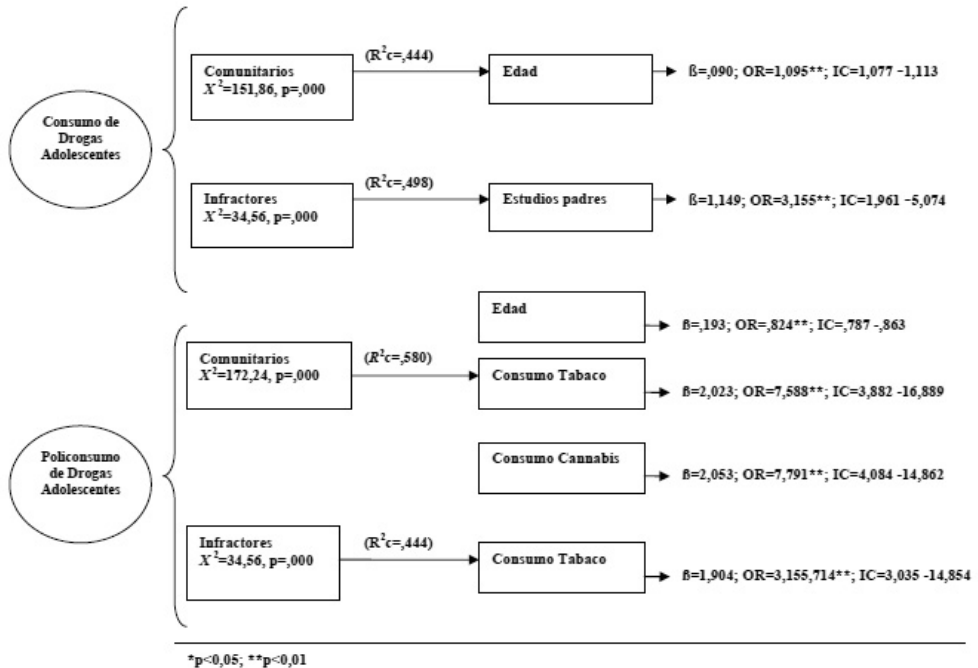 Consumo de
Drogas
Adolescentes
Comunitarios
X²=151,86, p=,000
(R²c=,444)
Edad
ß=,090; OR=1,095**; IC=1,077 -1,113
Infractores
X²=34,56, p=,000
(R²c=,498)
Estudios padres
ß=1,149; OR=3,155**; IC=1,961 -5,074
Policonsumo
de Drogas
Adolescentes
Comunitarios
X²=172,24, p=,000
(R²c=,580)
Edad
ß=,193; OR=,824**; IC=,787 -,863
Consumo Tabaco
ß=2,023; OR=7,588**; IC=3,882 -16,889
Consumo Cannabis
ß=2,053; OR=7,791**; IC=4,084 -14,862
Infractores
X²=34,56, p=,000
(R²c=,444)
Consumo Tabaco
ß=1,904; OR=3,155,714**; IC=3,035 -14,854
*p<0,05; **p<0,01